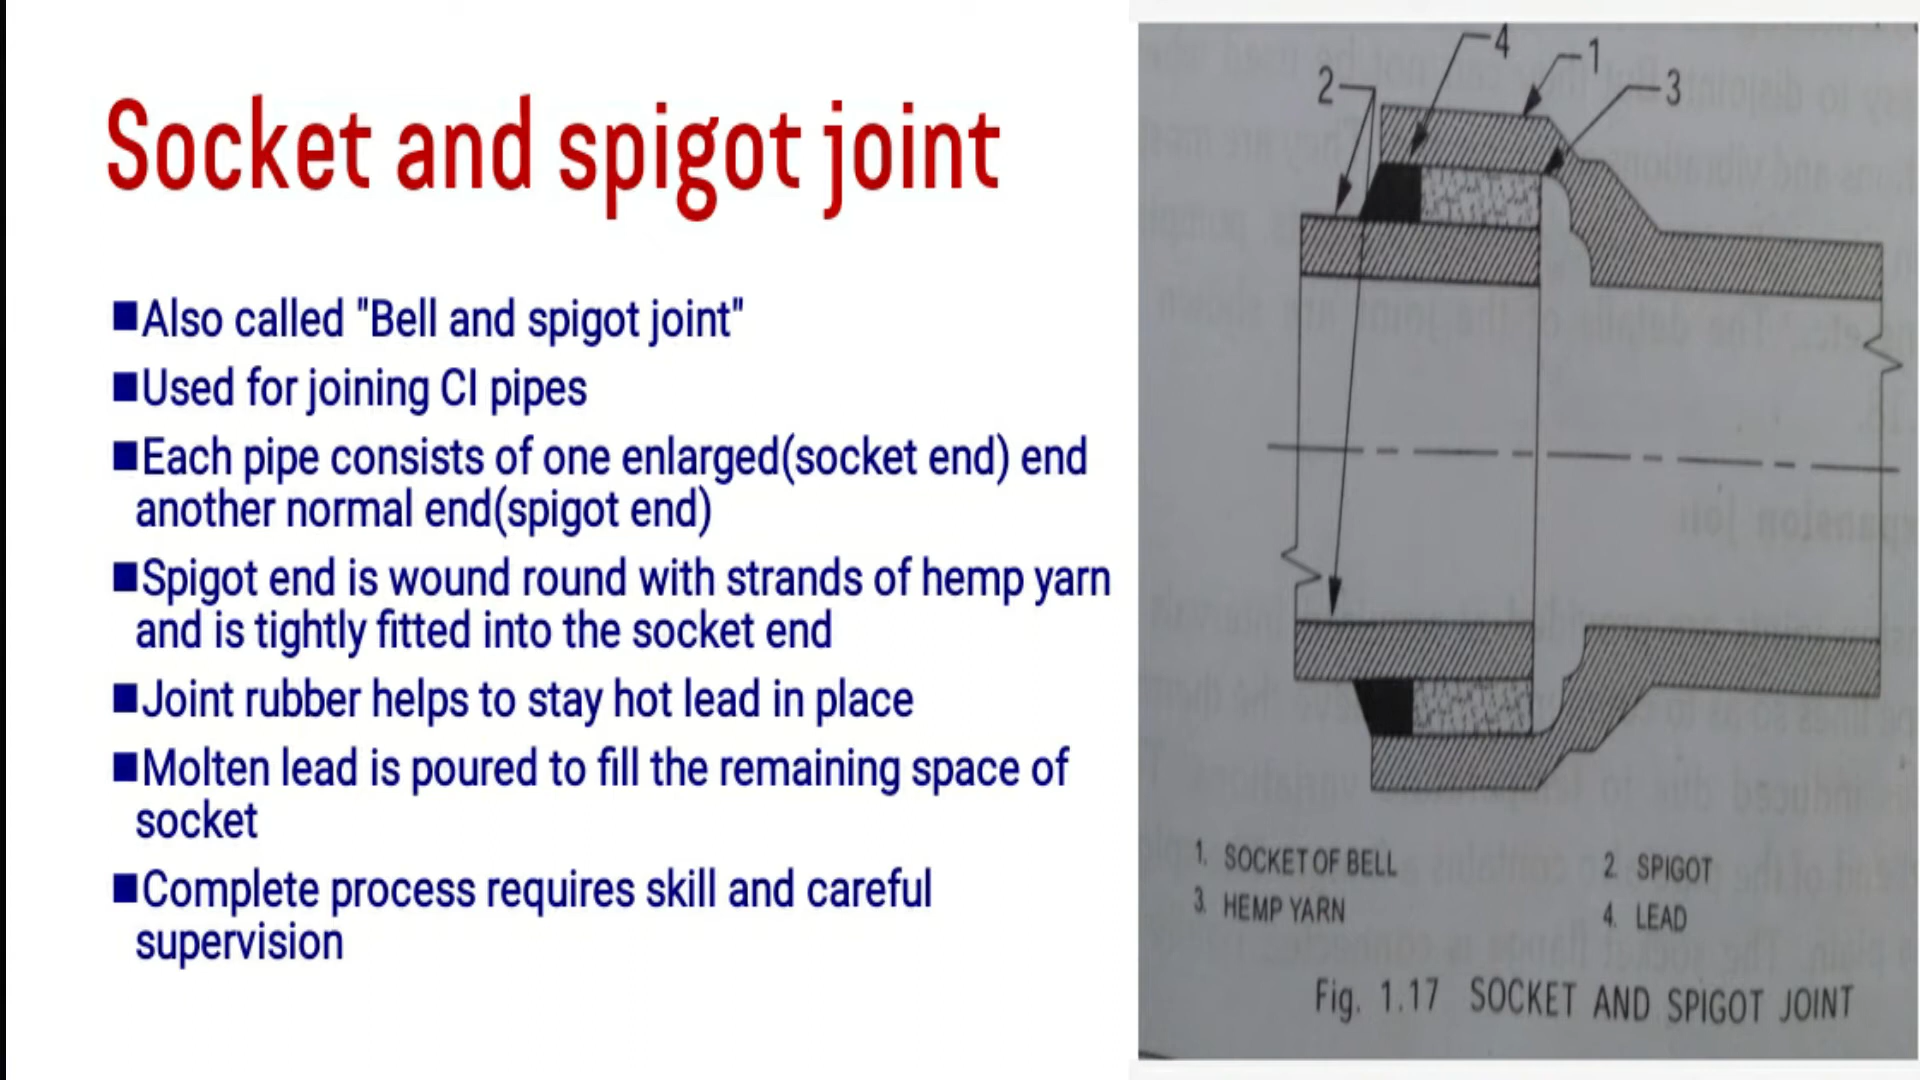 Socket and spigot joint
■Also called "Bell and spigot joint"
■Used for joining CI pipes
■Each pipe consists of one enlarged(socket end) end
another normal end(spigot end)
■Spigot end is wound round with strands of hemp yarn
and is tightly fitted into the socket end
■Joint rubber helps to stay hot lead in place
■Molten lead is poured to fill the remaining space of
socket
■Complete process requires skill and careful
supervision
4
1
2
3
1. SOCKET OF BELL
2 SPIGOT
3. HEMP YARN
4. LEAD
Fig. 1.17 SOCKET AND SPIGOT JOINT